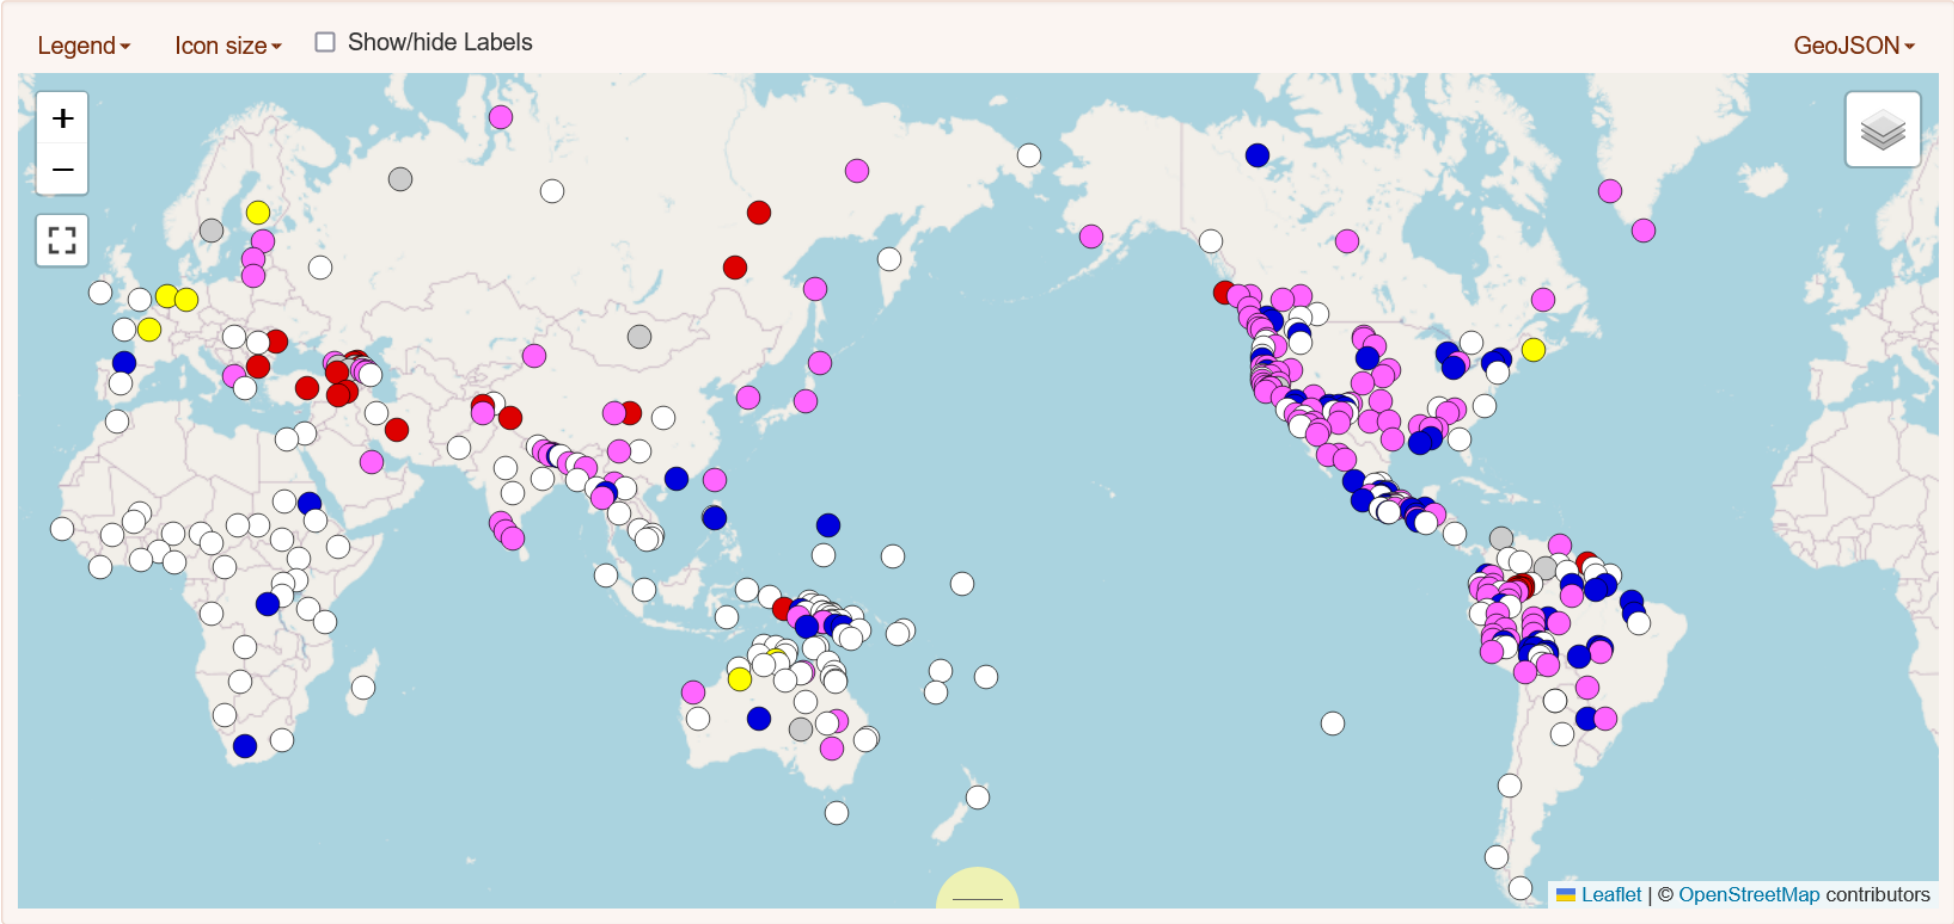 Legend
Icon size
Show/hide Labels
GeoJSON
+
−
Leaflet | © OpenStreetMap contributors